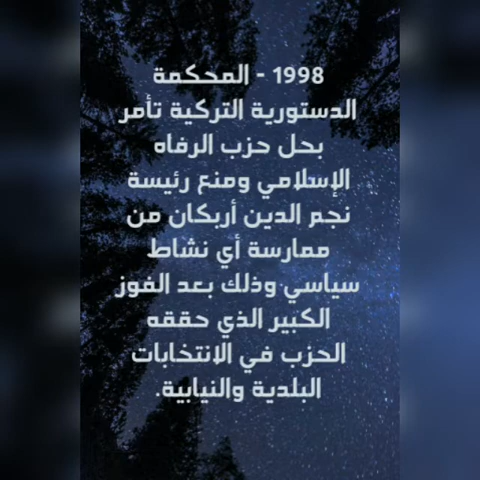 1998 - المحكمة
الدستورية التركية تأمر
بحل حزب الرفاه
الإسلامي ومنع رئيسة
نجم الدين أربكان من
ممارسة أي نشاط
سياسي وذلك بعد الفوز
الكبير الذي حققه
الحزب في الانتخابات
البلدية والنيابية.